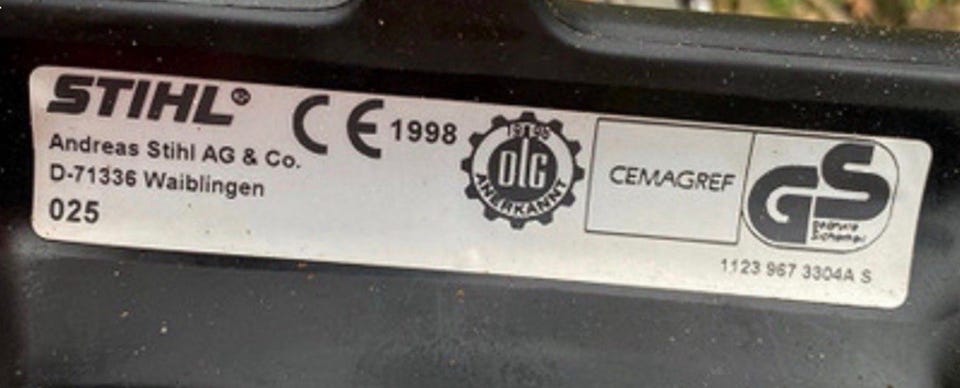 STIHL®
Andreas Stihl AG & Co.
D-71336 Waiblingen
025
CE 1998
1996
DLG
ANERKANNT
CEMAGREF
GS
geprüfte
Sicherheit
1123 967 3304A S